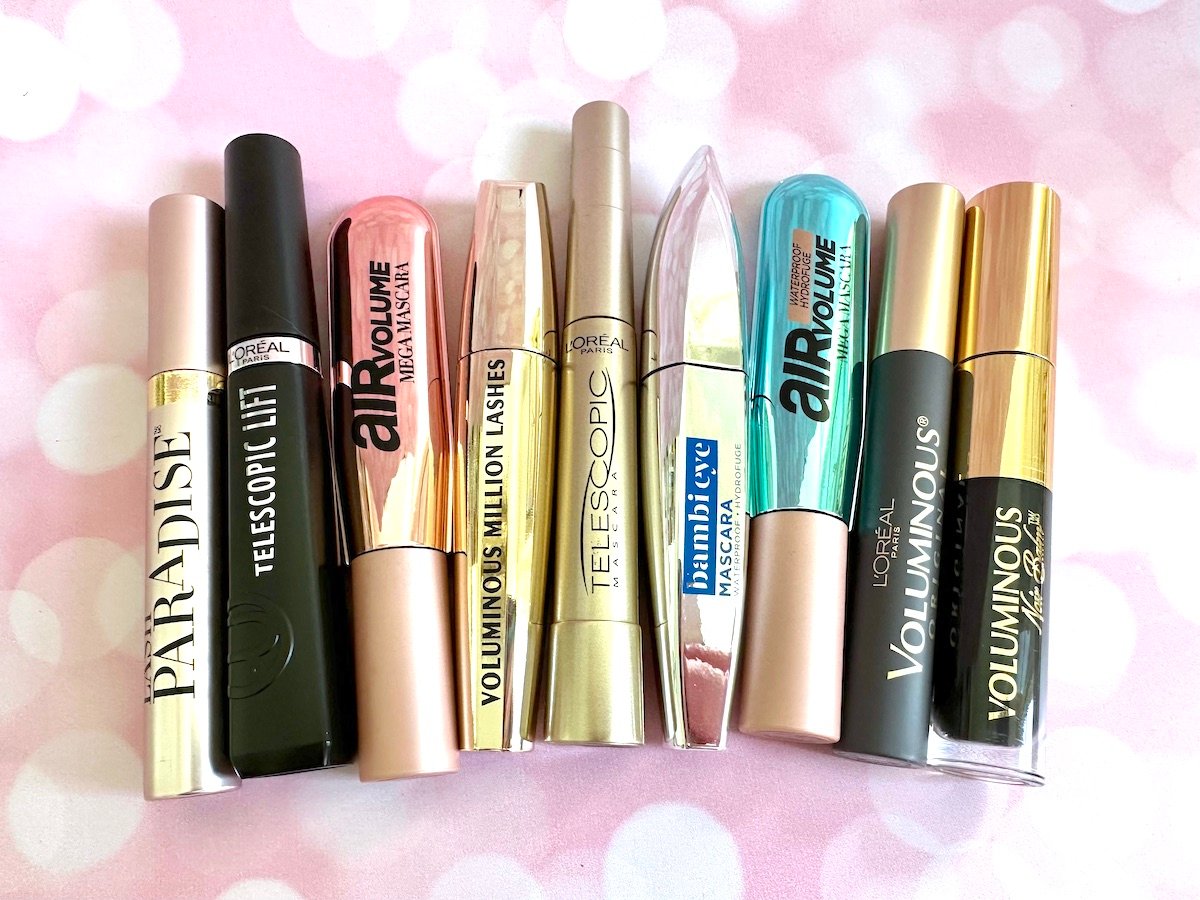 LASH
PARADISE
L'ORÉAL
PARIS
TELESCOPIC LIFT
aIR VOLUME
MEGA MASCARA
VOLUMINOUS MILLION LASHES
L'ORÉAL
PARIS
TELESCOPIC
MASCARA
bambi eye
MASCARA
WATERPROOF • HYDROFUGE
WATERPROOF
HYDROFUGE
aIR VOLUME
MEGA MASCARA
L'ORÉAL
PARIS
VOLUMINOUS®
ORIGINAL
VOLUMINOUS
Noir Balm™